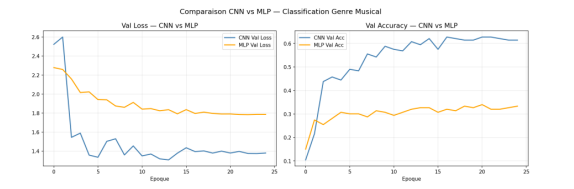 Comparaison CNN vs MLP — Classification Genre Musical
Val Loss — CNN vs MLP
2.6
2.4
2.2
2.0
1.8
1.6
1.4
CNN Val Loss
MLP Val Loss
0 5 10 15 20 25
Epoque
Val Accuracy — CNN vs MLP
0.6
0.5
0.4
0.3
0.2
0.1
CNN Val Acc
MLP Val Acc
0 5 10 15 20 25
Epoque